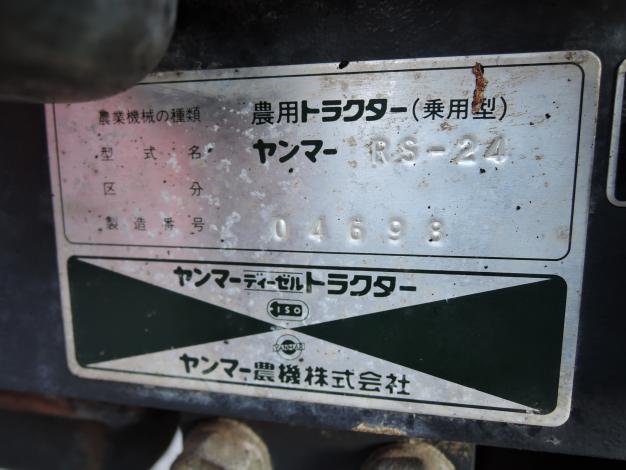 農業機械の種類 農用トラクター(乗用型)
型式名 ヤンマー RS-24
区分
製造番号 04698
ヤンマーディーゼルトラクター
ISO
YANMAR
ヤンマー農機株式会社